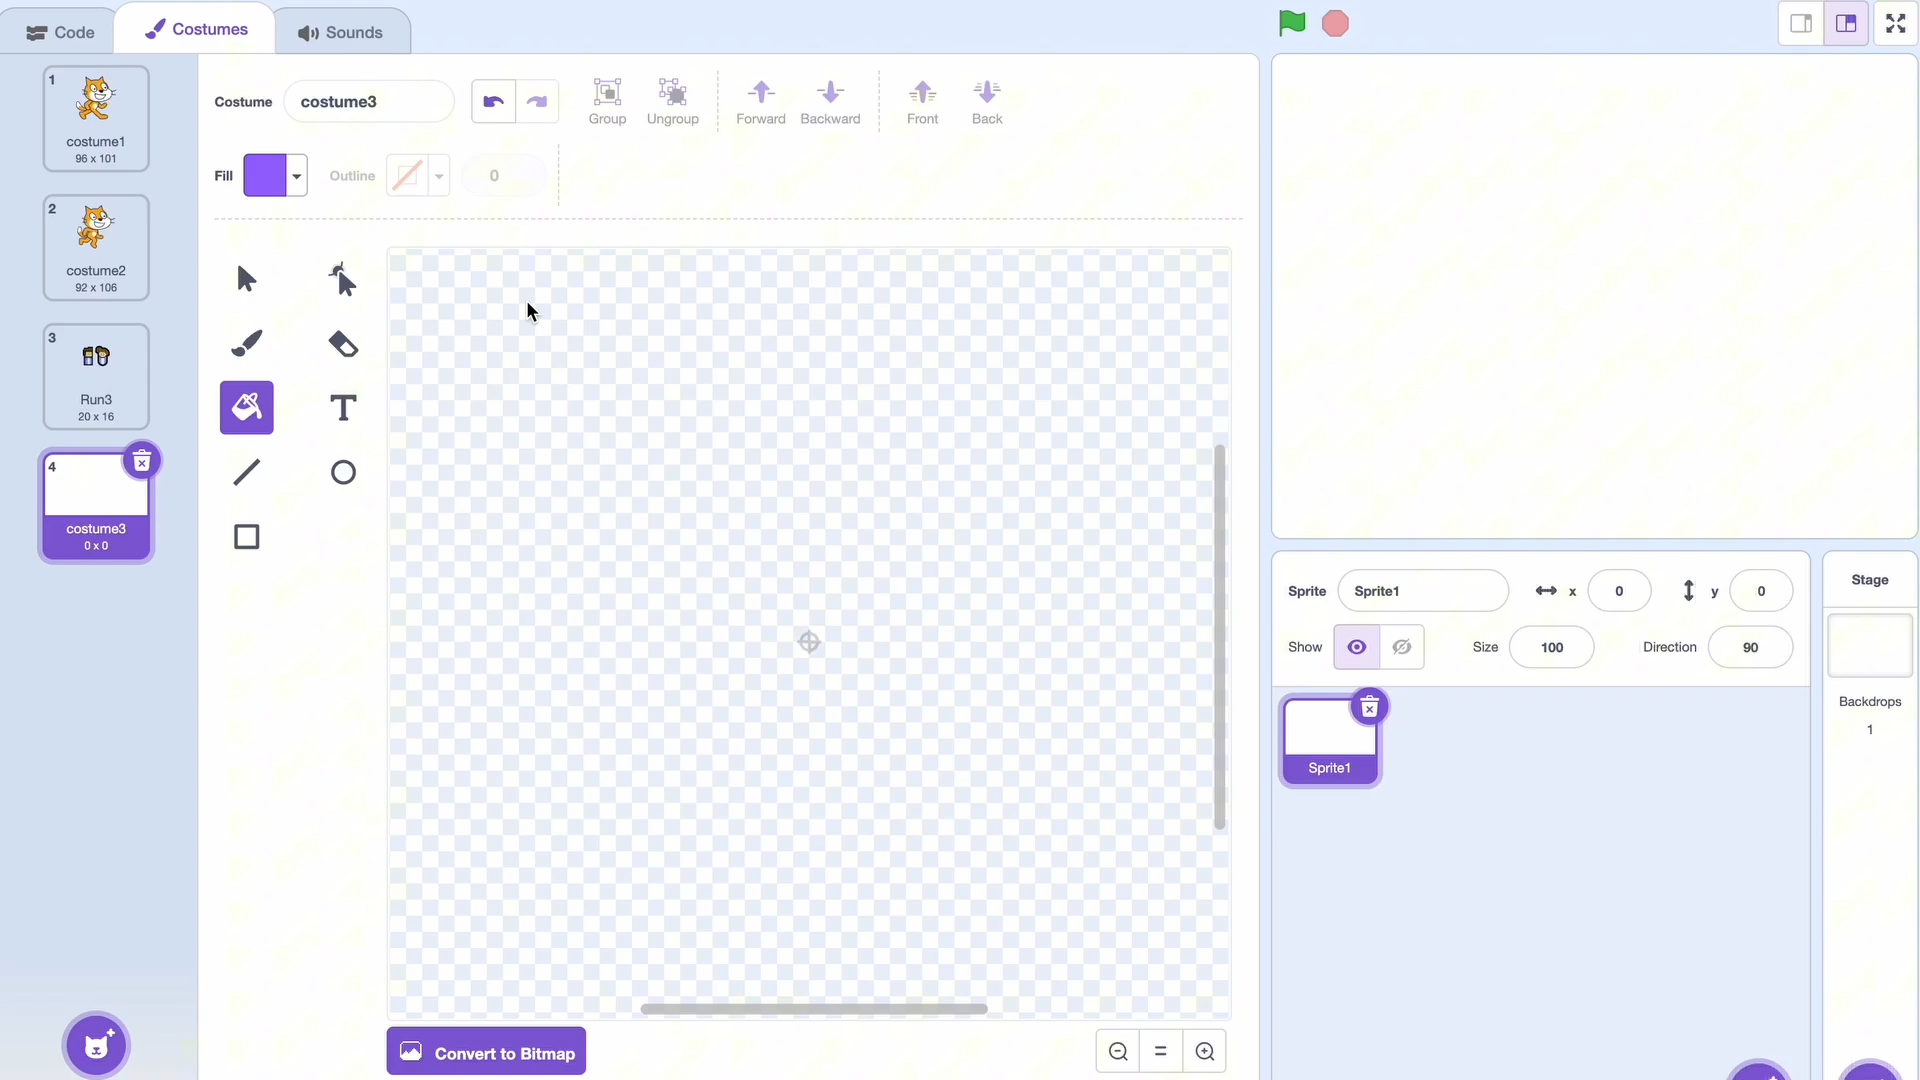 Code
Costumes
Sounds
1
costume1
96 x 101
2
costume2
92 x 106
3
Run3
20 x 16
4
costume3
0 x 0
Costume
costume3
Group
Ungroup
Forward
Backward
Front
Back
Fill
Outline
0
T
Convert to Bitmap
Sprite
Sprite1
x
0
y
0
Show
Size
100
Direction
90
Sprite1
Stage
Backdrops
1